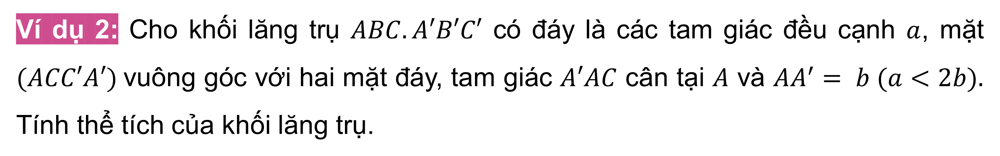 Ví dụ 2: Cho khối lăng trụ ABC.A′B′C′ có đáy là các tam giác đều cạnh a, mặt
(ACC′A′) vuông góc với hai mặt đáy, tam giác A′AC cân tại A và AA′ = b (a < 2b).
Tính thể tích của khối lăng trụ.